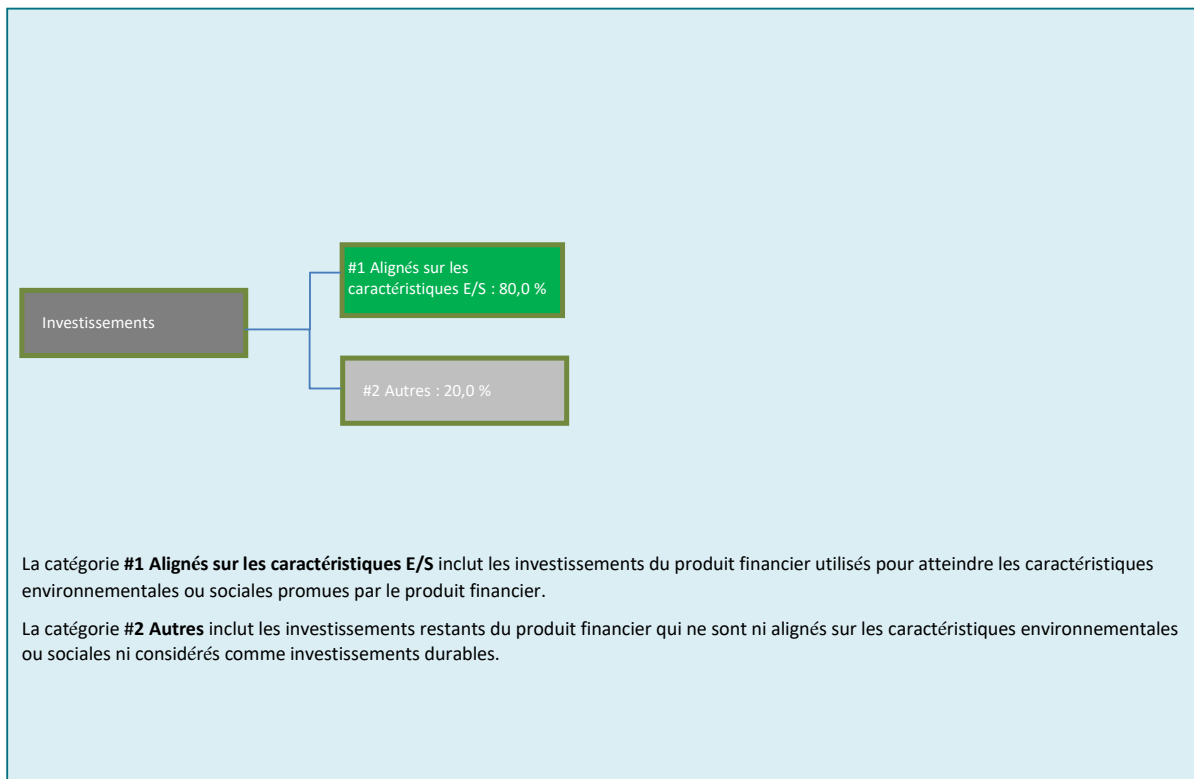 #1 Alignés sur les
caractéristiques E/S : 80,0 %
Investissements
#2 Autres : 20,0 %
La catégorie #1 Alignés sur les caractéristiques E/S inclut les investissements du produit financier utilisés pour atteindre les caractéristiques
environnementales ou sociales promues par le produit financier.
La catégorie #2 Autres inclut les investissements restants du produit financier qui ne sont ni alignés sur les caractéristiques environnementales
ou sociales ni considérés comme investissements durables.